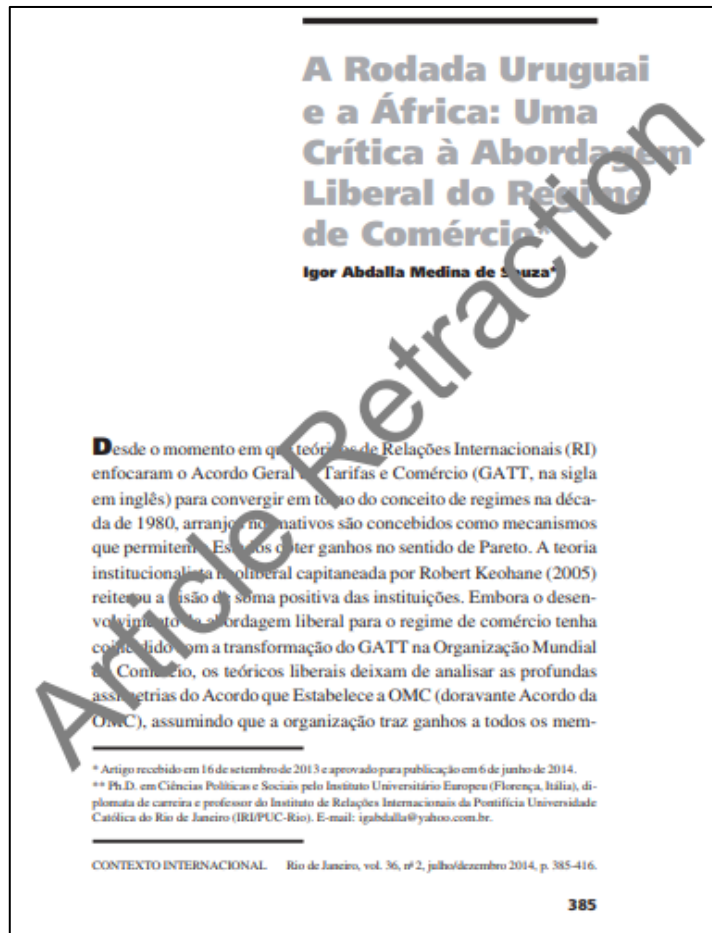 A Rodada Uruguai
e a África: Uma
Crítica à Abordagem
Liberal do Regime
de Comércio*
Igor Abdalla Medina de Souza**
Article Retraction
Desde o momento em que teóricos de Relações Internacionais (RI)
enfocaram o Acordo Geral de Tarifas e Comércio (GATT, na sigla
em inglês) para convergir em torno do conceito de regimes na déca-
da de 1980, arranjos normativos são concebidos como mecanismos
que permitem a Estados obter ganhos no sentido de Pareto. A teoria
institucionalista neoliberal capitaneada por Robert Keohane (2005)
reiterou a visão de soma positiva das instituições. Embora o desen-
volvimento da abordagem liberal para o regime de comércio tenha
coincidido com a transformação do GATT na Organização Mundial
do Comércio, os teóricos liberais deixam de analisar as profundas
assimetrias do Acordo que Estabelece a OMC (doravante Acordo da
OMC), assumindo que a organização traz ganhos a todos os mem-
* Artigo recebido em 16 de setembro de 2013 e aprovado para publicação em 6 de junho de 2014.
** Ph.D. em Ciências Políticas e Sociais pelo Instituto Universitário Europeu (Florença, Itália), di-
plomata de carreira e professor do Instituto de Relações Internacionais da Pontifícia Universidade
Católica do Rio de Janeiro (IRI/PUC-Rio). E-mail: igabdalla@yahoo.com.br.
CONTEXTO INTERNACIONAL Rio de Janeiro, vol. 36, nº 2, julho/dezembro 2014, p. 385-416.
385